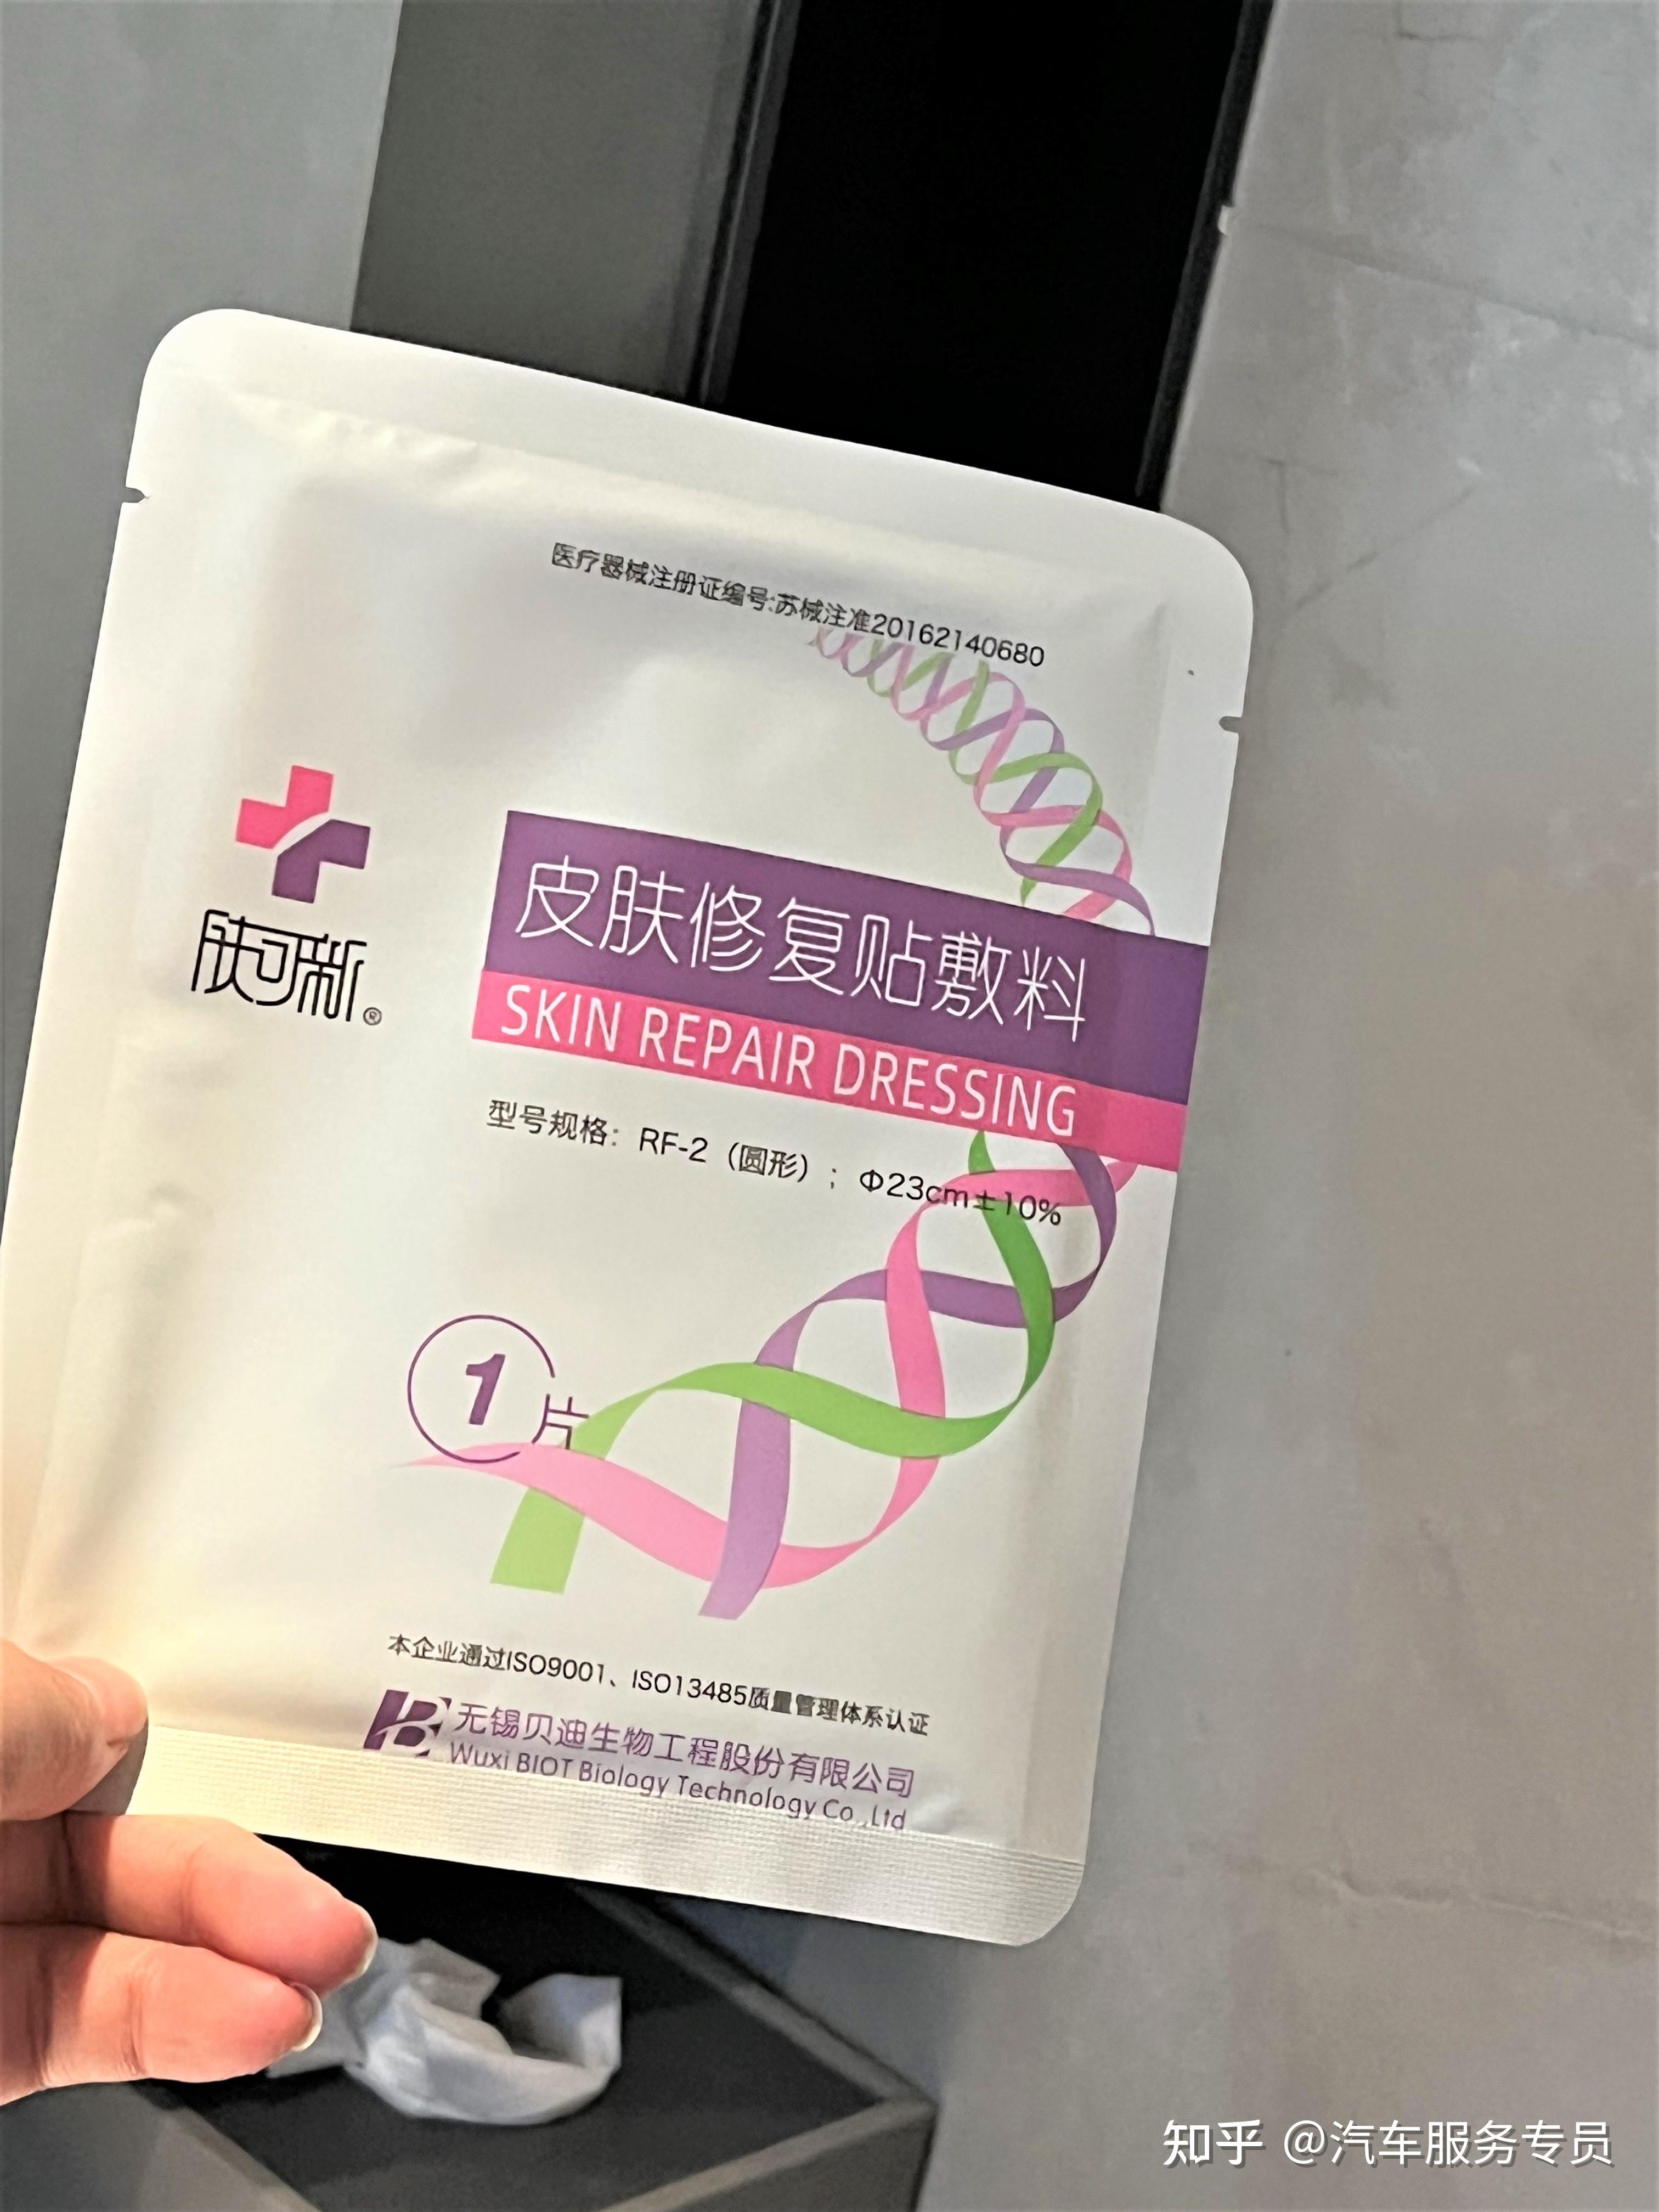 医疗器械注册证编号:苏械注准20162140680
肤可新®
皮肤修复贴敷料
SKIN REPAIR DRESSING
型号规格：RF-2（圆形）；Φ23cm±10%
1片
本企业通过ISO9001、ISO13485质量管理体系认证
无锡贝迪生物工程股份有限公司
Wuxi BIOT Biology Technology Co.,Ltd
知乎 @汽车服务专员